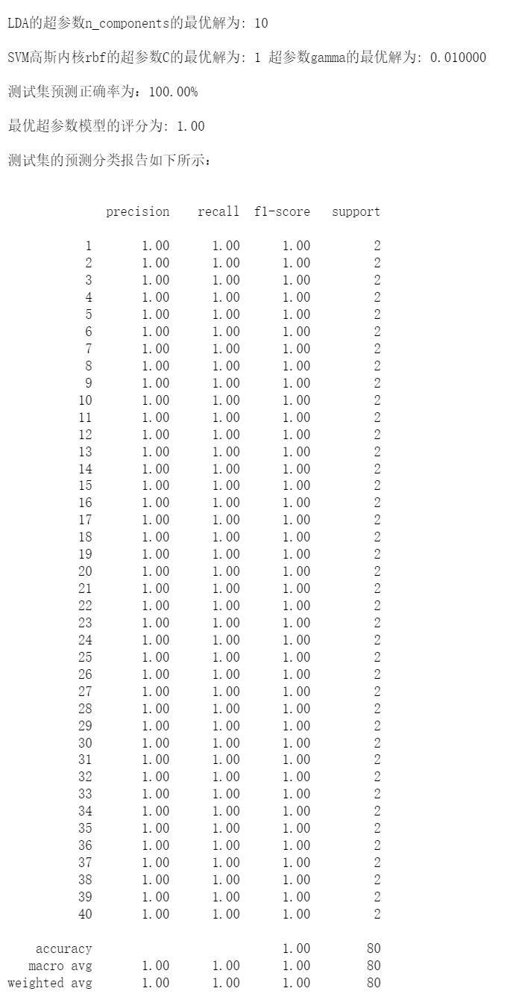 LDA的超参数n_components的最优解为: 10
SVM高斯内核rbf的超参数C的最优解为: 1 超参数gamma的最优解为: 0.010000
测试集预测正确率为：100.00%
最优超参数模型的评分为: 1.00
测试集的预测分类报告如下所示：
precision recall f1-score support
1 1.00 1.00 1.00 2
2 1.00 1.00 1.00 2
3 1.00 1.00 1.00 2
4 1.00 1.00 1.00 2
5 1.00 1.00 1.00 2
6 1.00 1.00 1.00 2
7 1.00 1.00 1.00 2
8 1.00 1.00 1.00 2
9 1.00 1.00 1.00 2
10 1.00 1.00 1.00 2
11 1.00 1.00 1.00 2
12 1.00 1.00 1.00 2
13 1.00 1.00 1.00 2
14 1.00 1.00 1.00 2
15 1.00 1.00 1.00 2
16 1.00 1.00 1.00 2
17 1.00 1.00 1.00 2
18 1.00 1.00 1.00 2
19 1.00 1.00 1.00 2
20 1.00 1.00 1.00 2
21 1.00 1.00 1.00 2
22 1.00 1.00 1.00 2
23 1.00 1.00 1.00 2
24 1.00 1.00 1.00 2
25 1.00 1.00 1.00 2
26 1.00 1.00 1.00 2
27 1.00 1.00 1.00 2
28 1.00 1.00 1.00 2
29 1.00 1.00 1.00 2
30 1.00 1.00 1.00 2
31 1.00 1.00 1.00 2
32 1.00 1.00 1.00 2
33 1.00 1.00 1.00 2
34 1.00 1.00 1.00 2
35 1.00 1.00 1.00 2
36 1.00 1.00 1.00 2
37 1.00 1.00 1.00 2
38 1.00 1.00 1.00 2
39 1.00 1.00 1.00 2
40 1.00 1.00 1.00 2
accuracy 1.00 80
macro avg 1.00 1.00 1.00 80
weighted avg 1.00 1.00 1.00 80